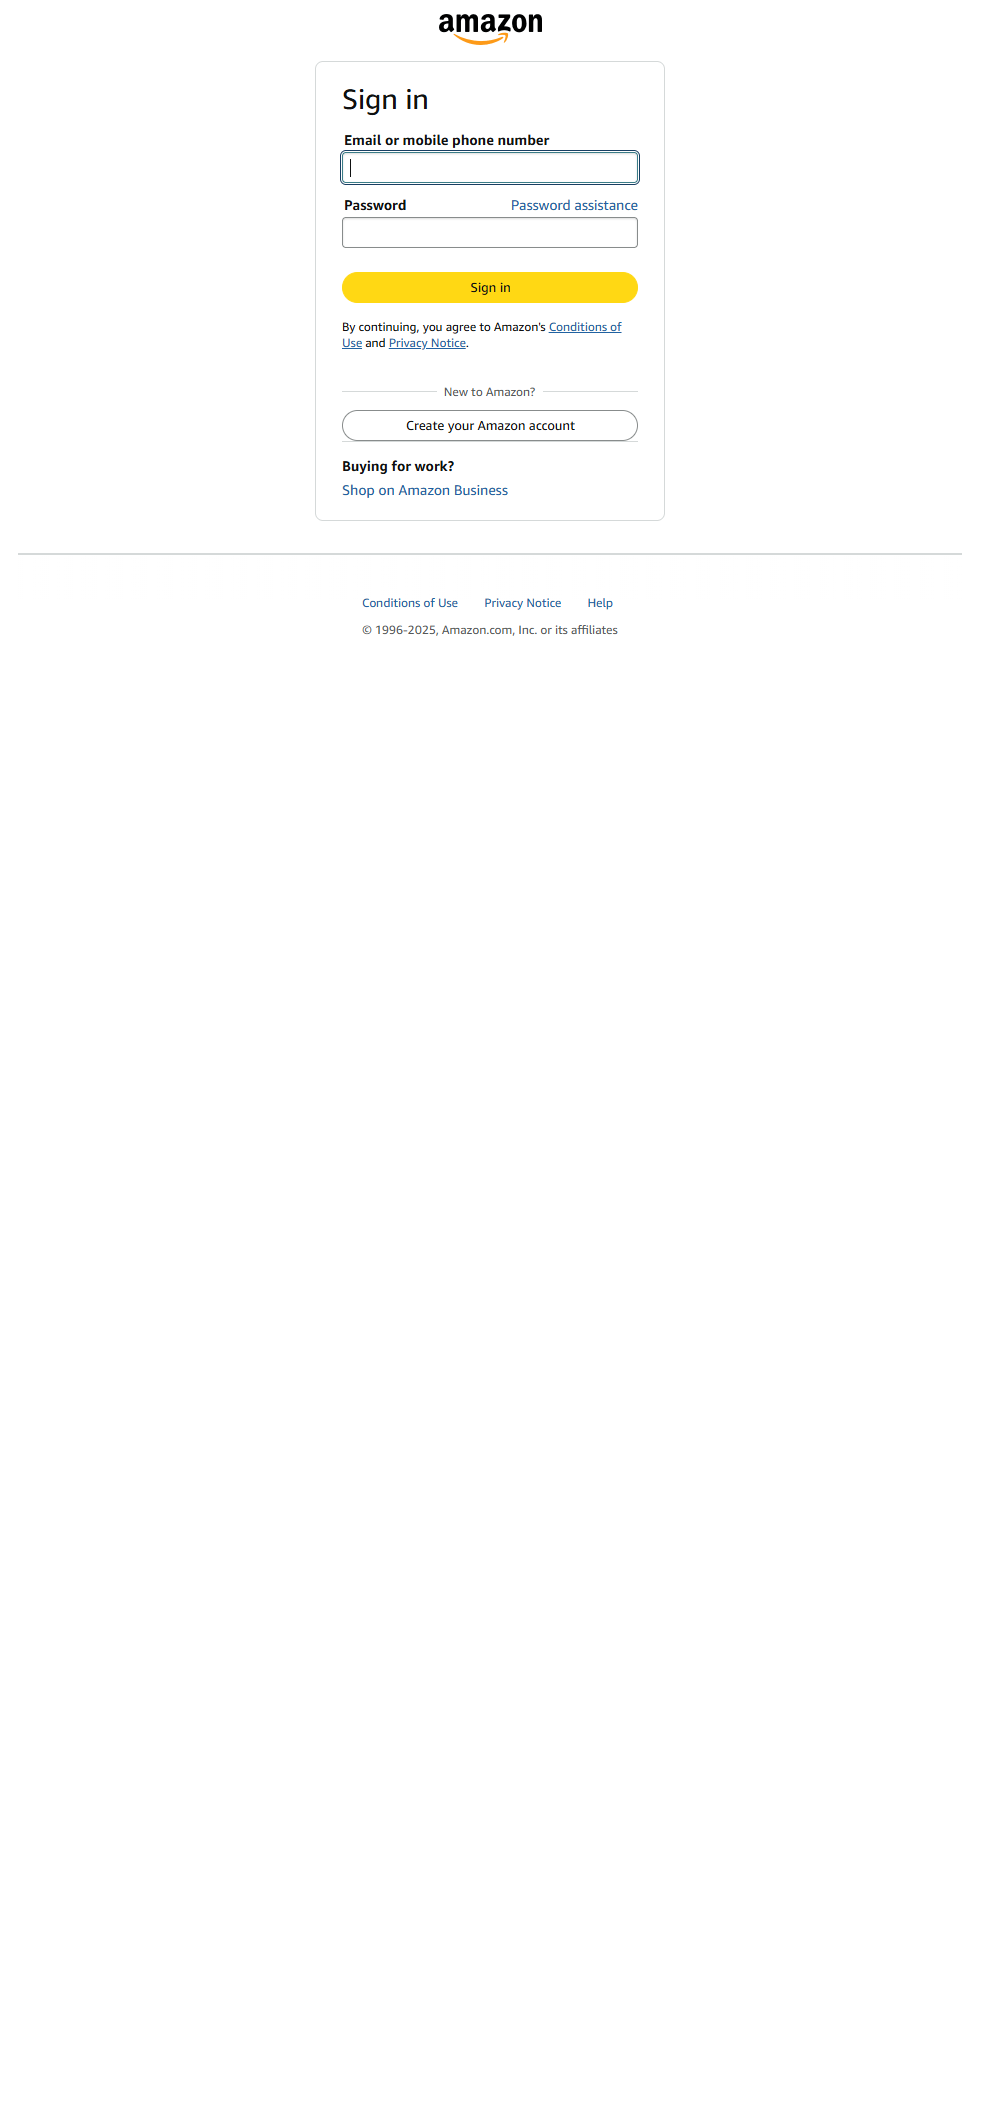 amazon
Sign in
Email or mobile phone number
Password
Password assistance
Sign in
By continuing, you agree to Amazon's Conditions of
Use and Privacy Notice.
New to Amazon?
Create your Amazon account
Buying for work?
Shop on Amazon Business
Conditions of Use
Privacy Notice
Help
© 1996-2025, Amazon.com, Inc. or its affiliates